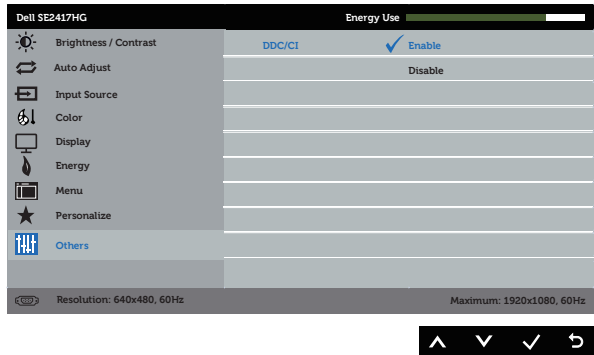 Dell SE2417HG
Energy Use
Brightness / Contrast
DDC/CI
Enable
Auto Adjust
Disable
Input Source
Color
Display
Energy
Menu
Personalize
Others
Resolution: 640x480, 60Hz
Maximum: 1920x1080, 60Hz